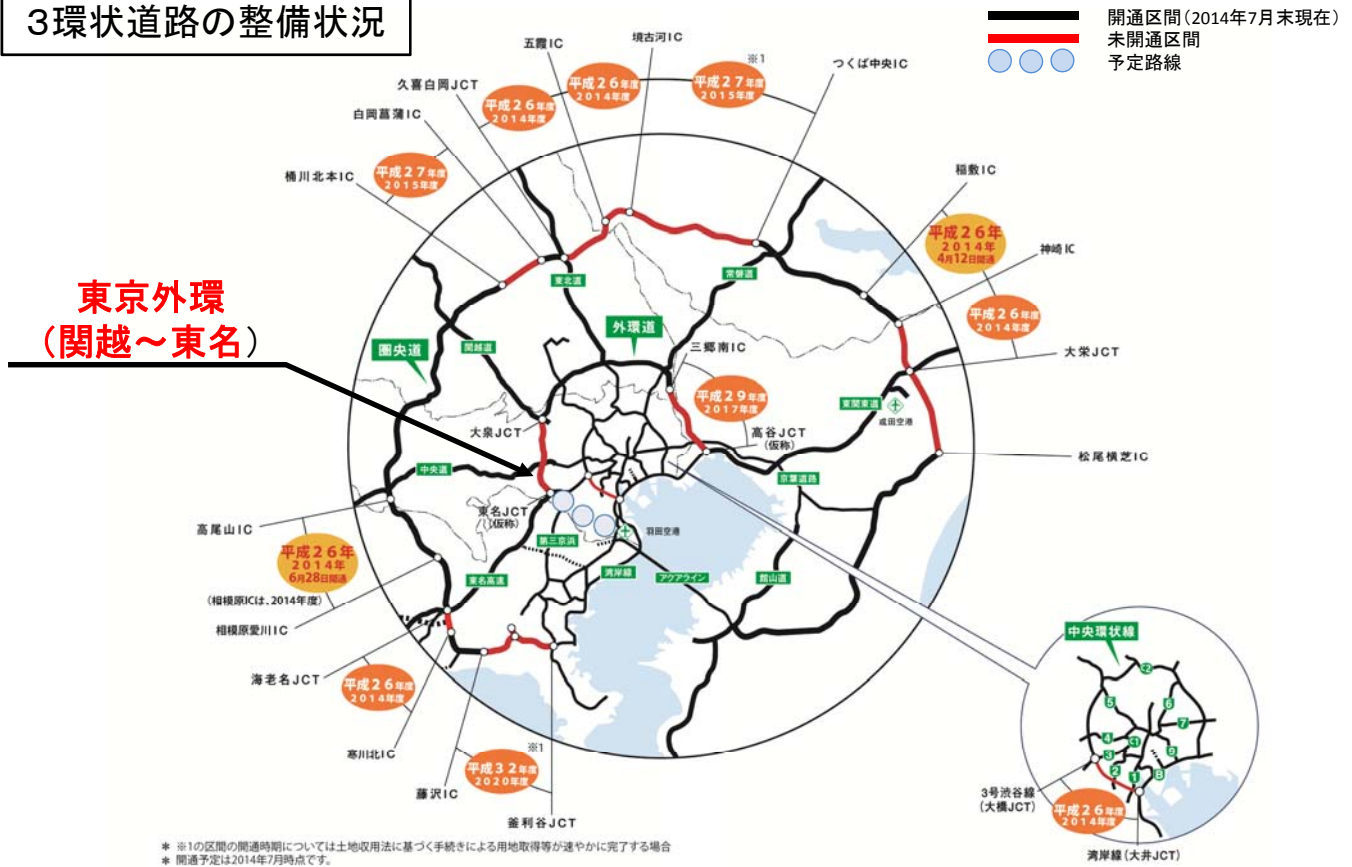 3環状道路の整備状況
開通区間(2014年7月末現在)
未開通区間
予定路線
五霞IC
境古河IC
※1
つくば中央IC
久喜白岡JCT
平成26年度
2014年度
平成26年度
2014年度
平成27年度
2015年度
白岡菖蒲IC
桶川北本IC
平成27年度
2015年度
稲敷IC
平成26年
2014年
4月12日開通
神崎IC
平成26年度
2014年度
大栄JCT
松尾横芝IC
東京外環
(関越~東名)
圏央道
関越道
東北道
外環道
常磐道
三郷南IC
平成29年度
2017年度
高谷JCT
(仮称)
大泉JCT
東関東道
成田空港
中央道
京葉道路
東名JCT
(仮称)
第三京浜
羽田空港
東名高速
湾岸線
アクアライン
館山道
高尾山IC
平成26年
2014年
6月28日開通
(相模原ICは、2014年度)
相模原愛川IC
海老名JCT
平成26年度
2014年度
寒川北IC
※1
平成32年度
2020年度
藤沢IC
釜利谷JCT
中央環状線
C2
5
6
7
4
C1
3
9
2
1
B
3号渋谷線
(大橋JCT)
平成26年度
2014年度
湾岸線(大井JCT)
* ※1の区間の開通時期については土地収用法に基づく手続きによる用地取得等が速やかに完了する場合
* 開通予定は2014年7月時点です。